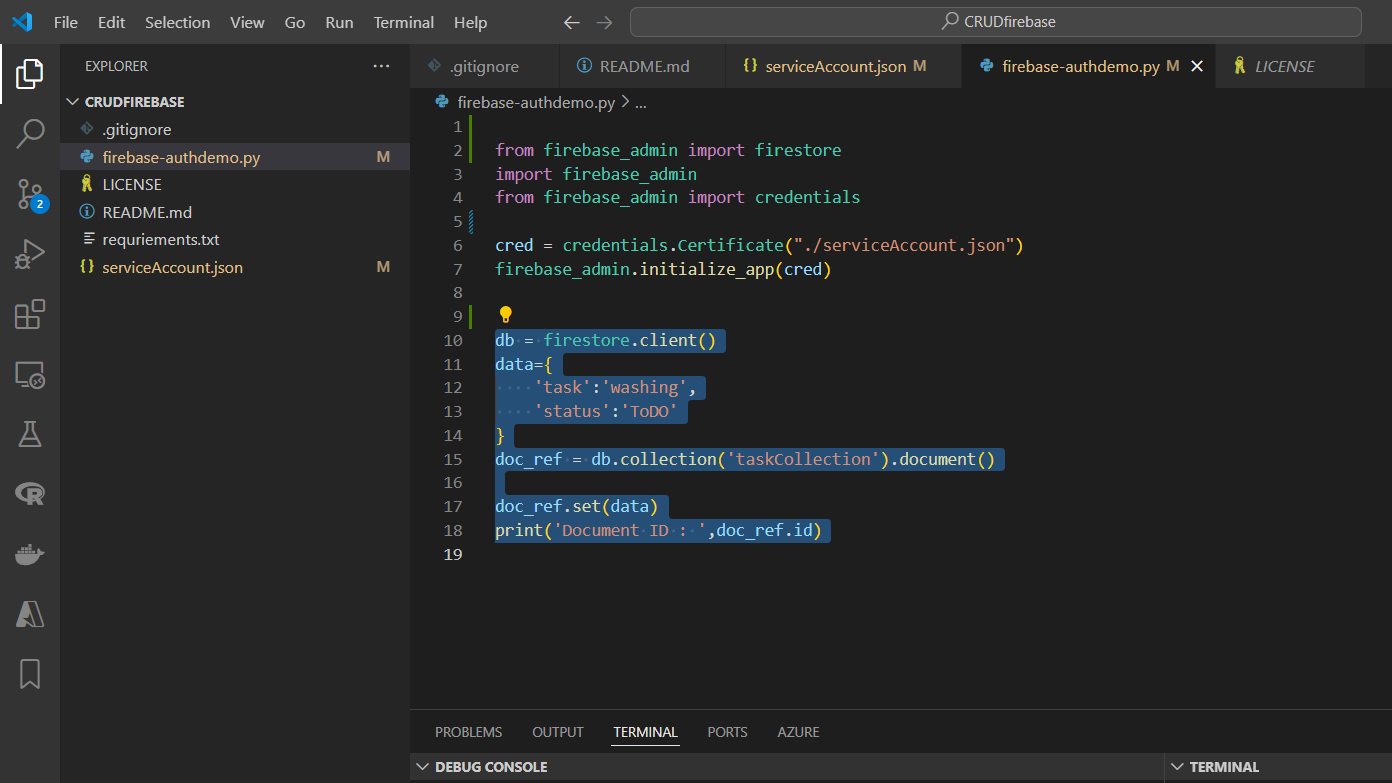 File Edit Selection View Go Run Terminal Help
CRUDfirebase
EXPLORER
CRUDFIREBASE
.gitignore
firebase-authdemo.py M
LICENSE
README.md
requriements.txt
serviceAccount.json M
2
.gitignore README.md serviceAccount.json M firebase-authdemo.py M LICENSE
firebase-authdemo.py > ...
1
2 from firebase_admin import firestore
3 import firebase_admin
4 from firebase_admin import credentials
5
6 cred = credentials.Certificate("./serviceAccount.json")
7 firebase_admin.initialize_app(cred)
8
9
10 db = firestore.client()
11 data={
12 'task':'washing',
13 'status':'ToDO'
14 }
15 doc_ref = db.collection('taskCollection').document()
16
17 doc_ref.set(data)
18 print('Document ID : ',doc_ref.id)
19
PROBLEMS OUTPUT TERMINAL PORTS AZURE
DEBUG CONSOLE
TERMINAL